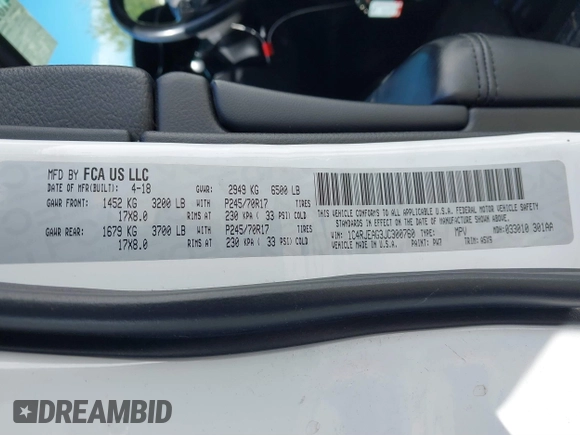 MFD BY FCA US LLC
DATE OF MFR(BUILT): 4-18 GVWR: 2949 KG 6500 LB
GAWR FRONT: 1452 KG 3200 LB WITH P245/70R17 TIRES
17X8.0 RIMS AT 230 KPA ( 33 PSI) COLD
GAWR REAR: 1679 KG 3700 LB WITH P245/70R17 TIRES
17X8.0 RIMS AT 230 KPA ( 33 PSI) COLD
THIS VEHICLE CONFORMS TO ALL APPLICABLE U.S.A. FEDERAL MOTOR VEHICLE SAFETY
STANDARDS IN EFFECT ON THE DATE OF MANUFACTURE SHOWN ABOVE.
VIN: 1C4RJEAG3JC300760 TYPE: MPV MDH: 033010 301AA
VEHICLE MADE IN U.S.A. PAINT: PW7 TRIM: A5X9
DREAMBID